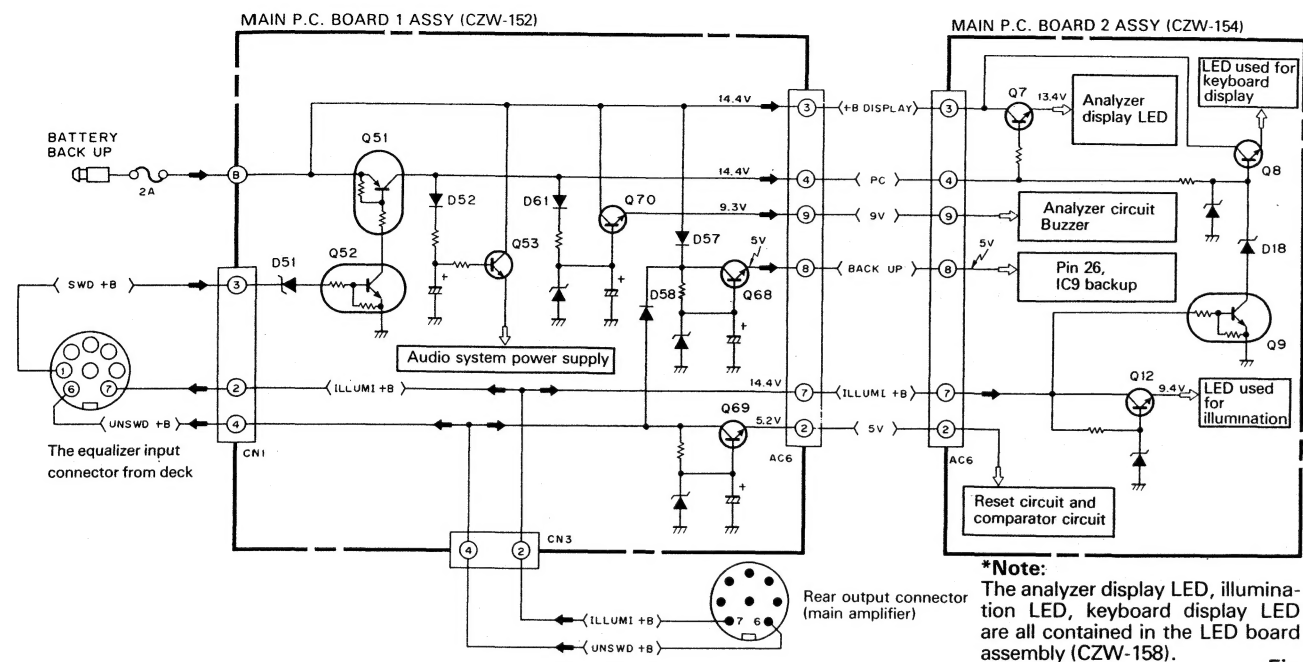 MAIN P.C. BOARD 1 ASSY (CZW-152)
MAIN P.C. BOARD 2 ASSY (CZW-154)
BATTERY
BACK UP
2A
B
Q51
D51
Q52
D52
Q53
D61
Q70
D57
D58
Q68
5V
Q69
14.4V
14.4V
9.3V
14.4V
5.2V
3
4
9
8
7
2
AC6
+B DISPLAY
PC
9V
BACK UP
ILLUMI +B
5V
3
4
9
8
7
2
AC6
Q7
13.4V
Analyzer
display LED
LED used for
keyboard
display
Q8
Analyzer circuit
Buzzer
5V
Pin 26,
IC9 backup
D18
Q9
Q12
9.4V
LED used
for
illumination
Reset circuit and
comparator circuit
SWD +B
3
1
6
7
ILLUMI +B
2
ILLUMI +B
UNSWD +B
4
CN1
The equalizer input
connector from deck
Audio system power supply
4
2
CN3
7
6
ILLUMI +B
UNSWD +B
Rear output connector
(main amplifier)
*Note:
The analyzer display LED, illumina-
tion LED, keyboard display LED
are all contained in the LED board
assembly (CZW-158).